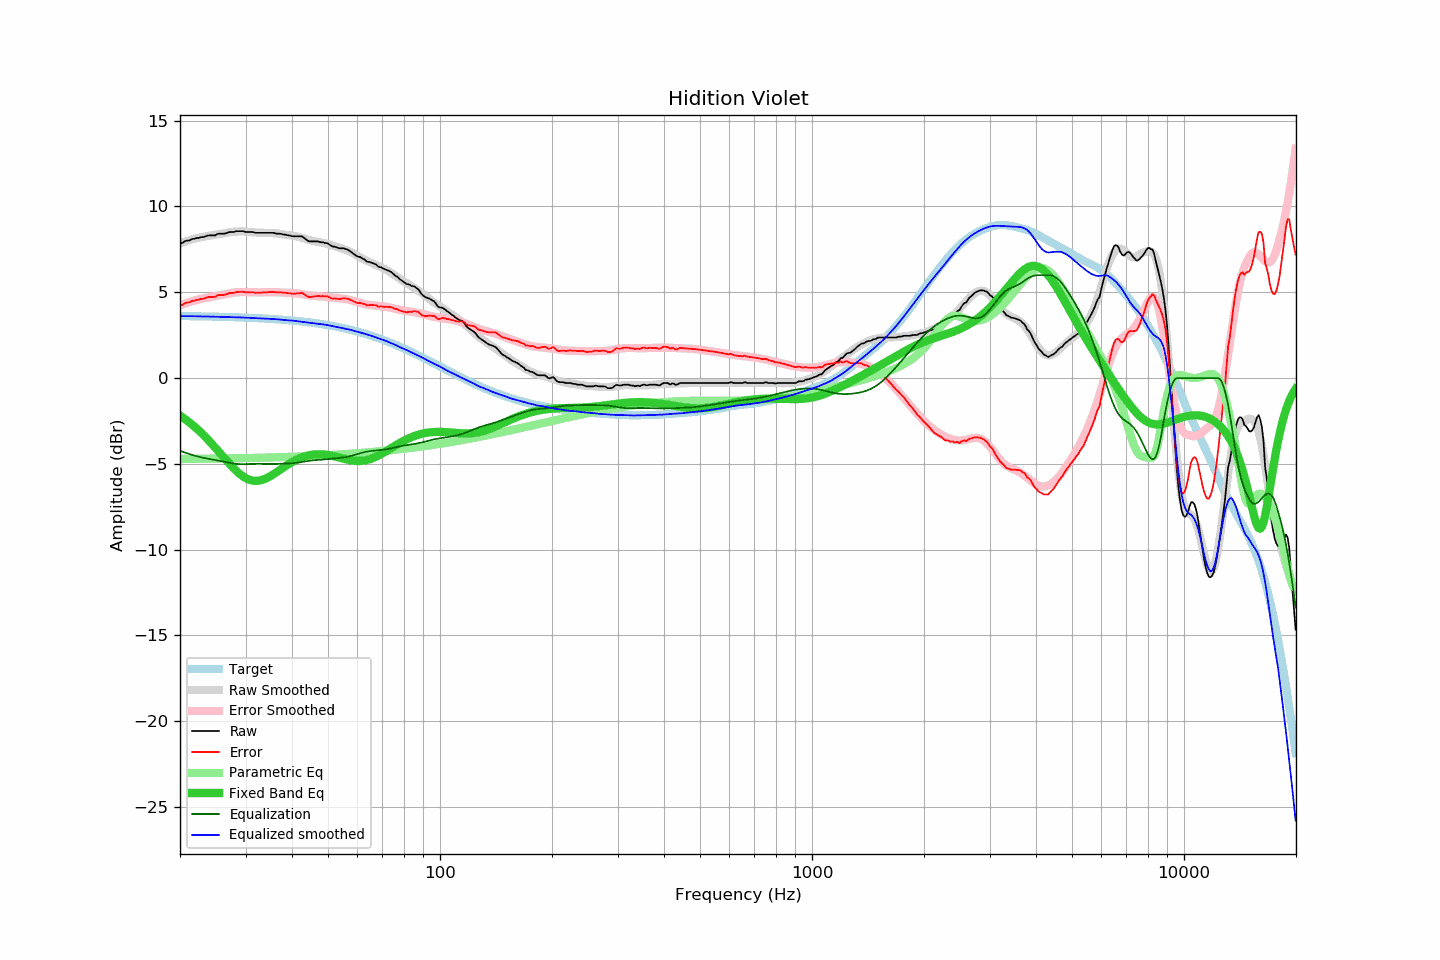 Hidition Violet
15
10
5
0
−5
−10
−15
−20
−25
Amplitude (dBr)
Target
Raw Smoothed
Error Smoothed
Raw
Error
Parametric Eq
Fixed Band Eq
Equalization
Equalized smoothed
100
1000
10000
Frequency (Hz)